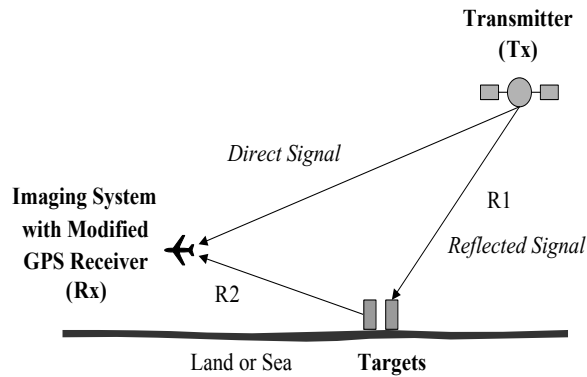 Transmitter
(Tx)
Direct Signal
R1
Imaging System
with Modified
GPS Receiver
(Rx)
Reflected Signal
R2
Land or Sea
Targets